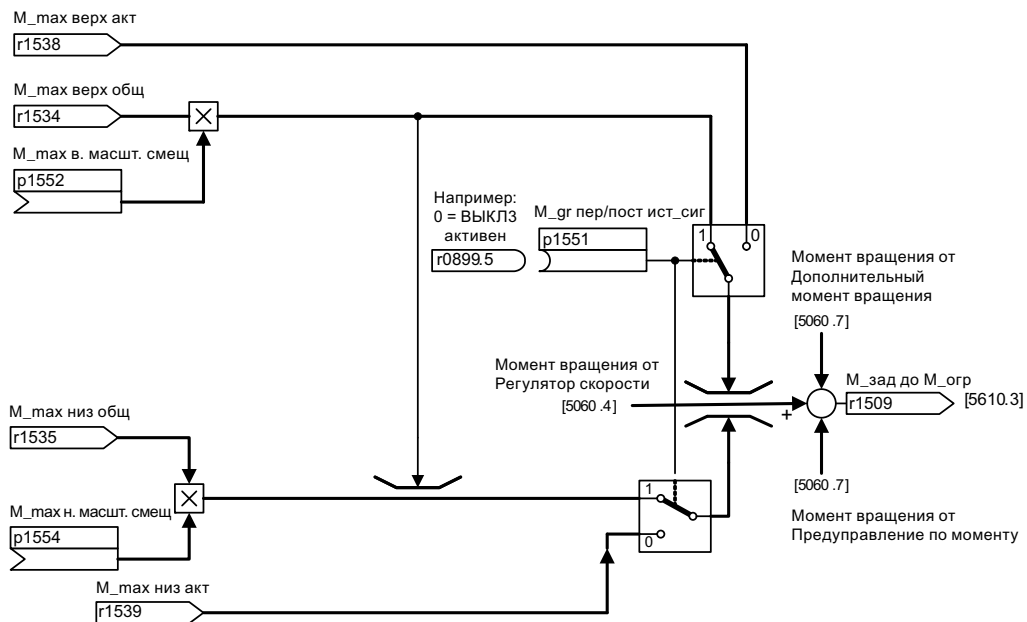 M_max верх акт
r1538
M_max верх общ
r1534
M_max в. масшт. смещ
p1552
Например:
0 = ВЫКЛ3
активен
r0899.5
M_gr пер/пост ист_сиг
p1551
1
0
Момент вращения от
Дополнительный
момент вращения
[5060 .7]
Момент вращения от
Регулятор скорости
[5060 .4]
+
M_зад до M_огр
r1509
[5610.3]
[5060 .7]
Момент вращения от
Предуправление по моменту
M_max низ общ
r1535
M_max н. масшт. смещ
p1554
1
0
M_max низ акт
r1539